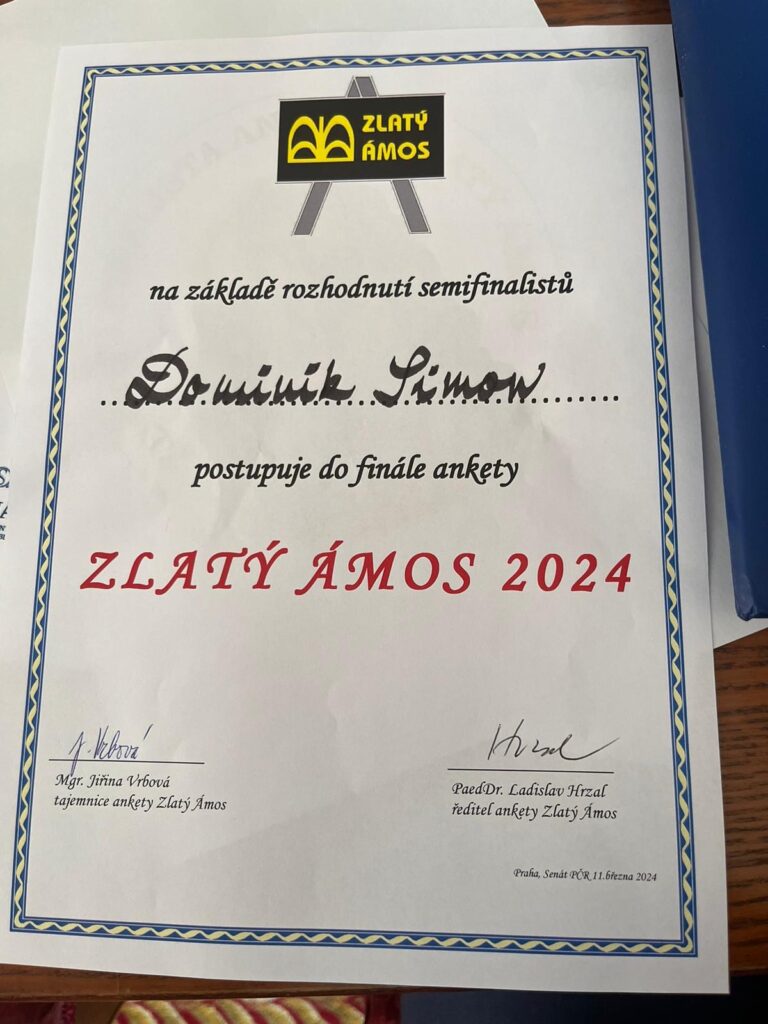 ZLATÝ
ÁMOS
na základě rozhodnutí semifinalistů
Dominik Simon
postupuje do finále ankety
ZLATÝ ÁMOS 2024
J. Vrbová
Hrzal
Mgr. Jiřina Vrbová
tajemnice ankety Zlatý Ámos
PaedDr. Ladislav Hrzal
ředitel ankety Zlatý Ámos
Praha, Senát PČR 11.března 2024